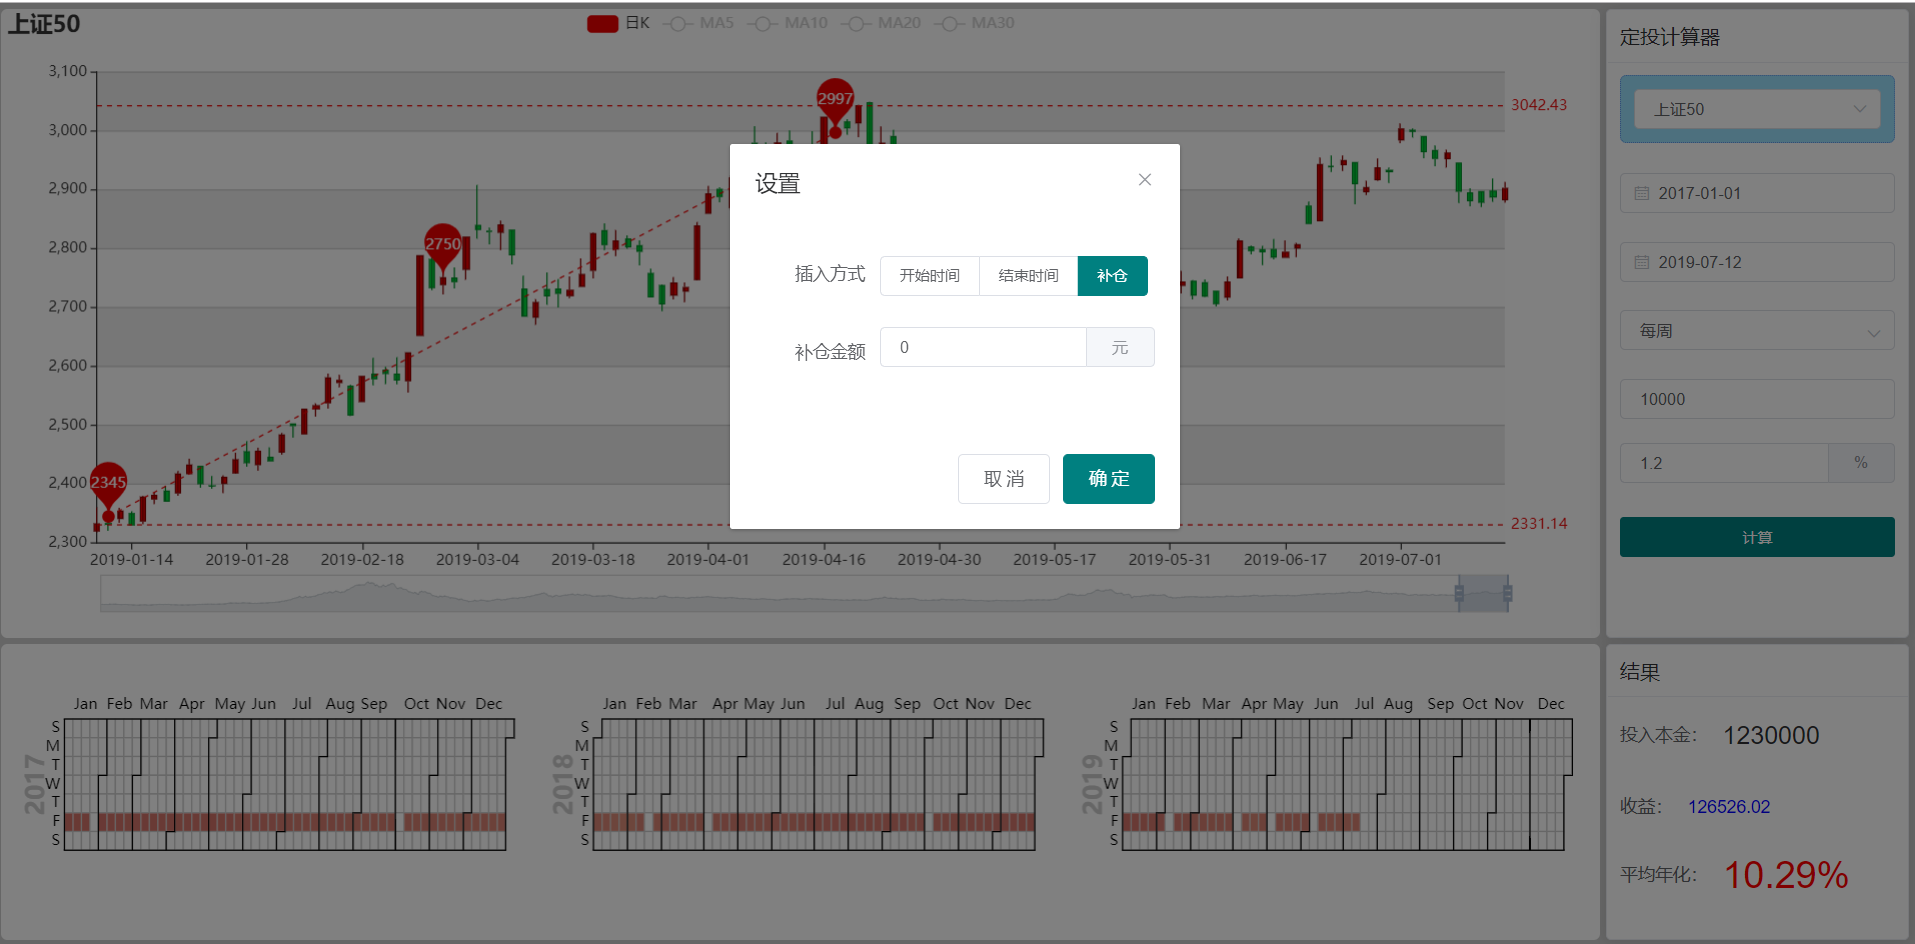 上证50
日K MA5 MA10 MA20 MA30
3,100
3,000
2,900
2,800
2,700
2,600
2,500
2,400
2,300
2997
2750
2345
3042.43
2331.14
2019-01-14 2019-01-28 2019-02-18 2019-03-04 2019-03-18 2019-04-01 2019-04-16 2019-04-30 2019-05-17 2019-05-31 2019-06-17 2019-07-01
设置
插入方式 开始时间 结束时间 补仓
补仓金额 0 元
取消 确定
定投计算器
上证50
2017-01-01
2019-07-12
每周
10000
1.2 %
计算
Jan Feb Mar Apr May Jun Jul Aug Sep Oct Nov Dec
S
M
T
W
T
F
S
2017
Jan Feb Mar Apr May Jun Jul Aug Sep Oct Nov Dec
S
M
T
W
T
F
S
2018
Jan Feb Mar Apr May Jun Jul Aug Sep Oct Nov Dec
S
M
T
W
T
F
S
2019
结果
投入本金： 1230000
收益： 126526.02
平均年化： 10.29%